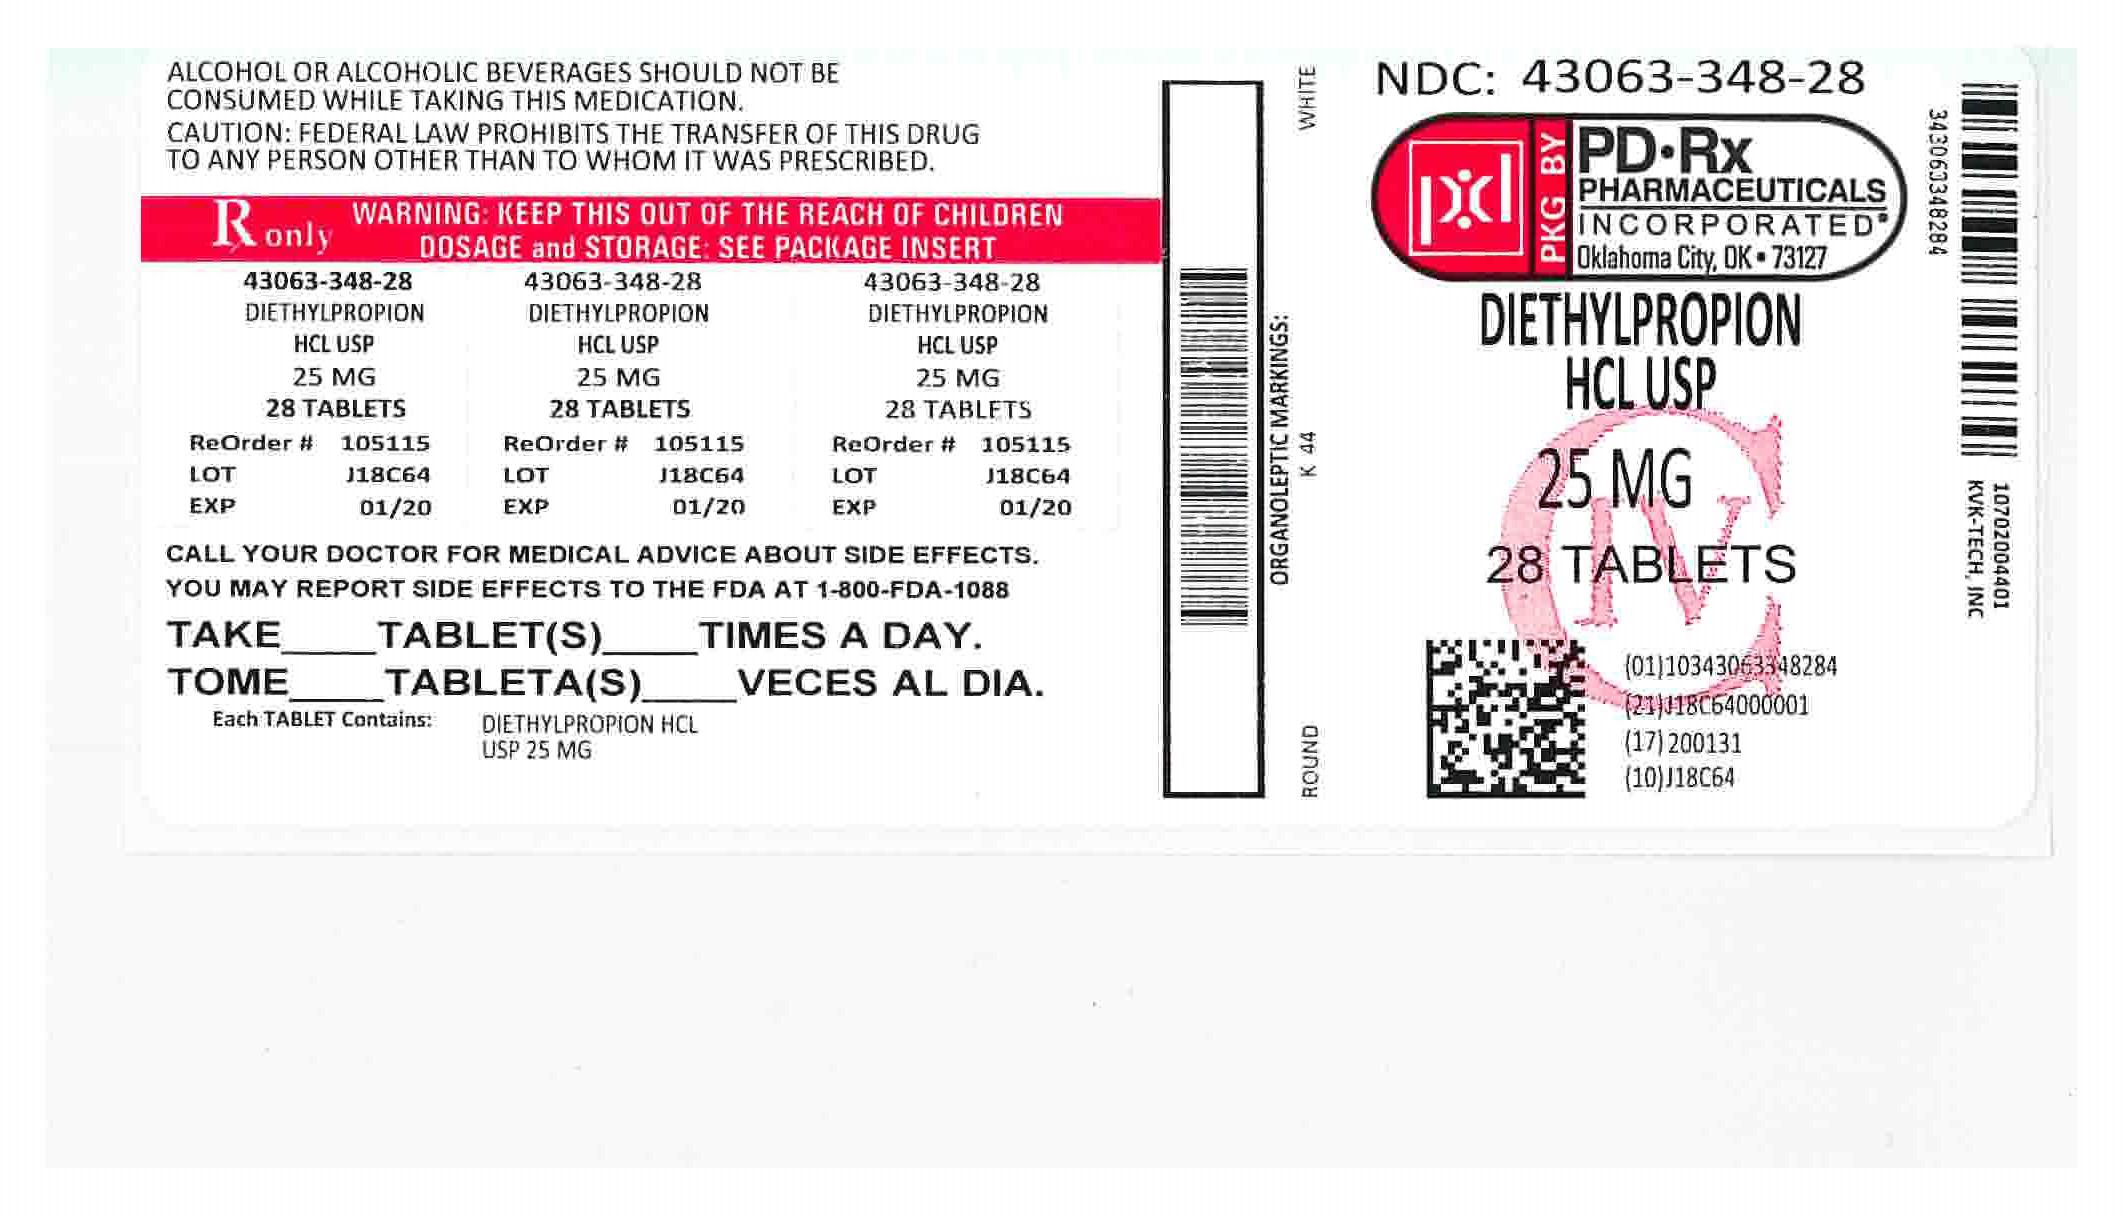 ALCOHOL OR ALCOHOLIC BEVERAGES SHOULD NOT BE
CONSUMED WHILE TAKING THIS MEDICATION.
CAUTION: FEDERAL LAW PROHIBITS THE TRANSFER OF THIS DRUG
TO ANY PERSON OTHER THAN TO WHOM IT WAS PRESCRIBED.
Rx only
WARNING: KEEP THIS OUT OF THE REACH OF CHILDREN
DOSAGE and STORAGE: SEE PACKAGE INSERT
43063-348-28 43063-348-28 43063-348-28
DIETHYLPROPION DIETHYLPROPION DIETHYLPROPION
HCL USP HCL USP HCL USP
25 MG 25 MG 25 MG
28 TABLETS 28 TABLETS 28 TABLETS
ReOrder # 105115 ReOrder # 105115 ReOrder # 105115
LOT J18C64 LOT J18C64 LOT J18C64
EXP 01/20 EXP 01/20 EXP 01/20
CALL YOUR DOCTOR FOR MEDICAL ADVICE ABOUT SIDE EFFECTS.
YOU MAY REPORT SIDE EFFECTS TO THE FDA AT 1-800-FDA-1088
TAKE____TABLET(S)____TIMES A DAY.
TOME____TABLETA(S)____VECES AL DIA.
Each TABLET Contains: DIETHYLPROPION HCL
USP 25 MG
ORGANOLEPTIC MARKINGS:
ROUND K 44 WHITE
NDC: 43063-348-28
PKG BY
PD•Rx
PHARMACEUTICALS
INCORPORATED®
Oklahoma City, OK • 73127
DIETHYLPROPION
HCL USP
25 MG
28 TABLETS
CIV
(01)10343063348284
(21)J18C64000001
(17)200131
(10)J18C64
343063348284
10702004401
KVK-TECH, INC